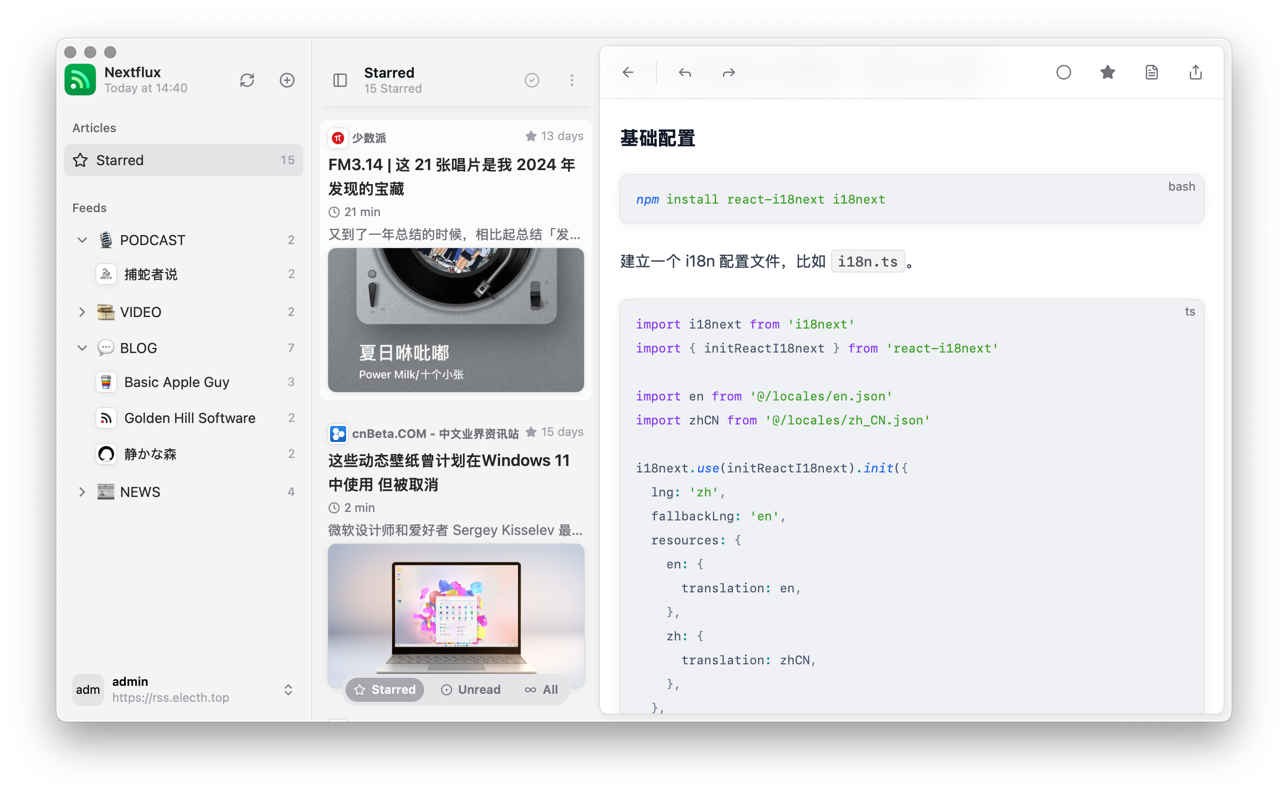 Nextflux
Today at 14:40
Articles
Starred 15
Feeds
PODCAST 2
捕蛇者说 2
VIDEO 2
BLOG 7
Basic Apple Guy 3
Golden Hill Software 2
静かな森 2
NEWS 4
adm
admin
https://rss.electh.top
Starred
15 Starred
少数派 13 days
FM3.14 | 这 21 张唱片是我 2024 年
发现的宝藏
21 min
又到了一年总结的时候，相比起总结「发...
夏日咻吡嘟
Power Milk/十个小张
cnBeta.COM - 中文业界资讯站 15 days
这些动态壁纸曾计划在Windows 11
中使用 但被取消
2 min
微软设计师和爱好者 Sergey Kisselev 最...
Starred Unread All
基础配置
bash
npm install react-i18next i18next
建立一个 i18n 配置文件，比如 i18n.ts 。
ts
import i18next from 'i18next'
import { initReactI18next } from 'react-i18next'
import en from '@/locales/en.json'
import zhCN from '@/locales/zh_CN.json'
i18next.use(initReactI18next).init({
lng: 'zh',
fallbackLng: 'en',
resources: {
en: {
translation: en,
},
zh: {
translation: zhCN,
},
},